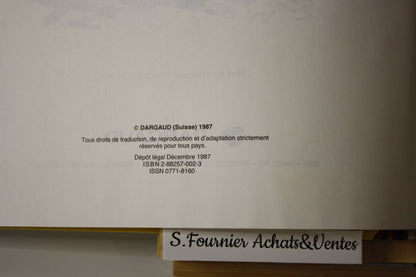 © DARGAUD (Suisse) 1987
Tous droits de traduction, de reproduction et d'adaptation strictement
réservés pour tous pays.
Dépôt légal Décembre 1987
ISBN 2-88257-002-3
ISSN 0771-8160
S.Fournier Achats&Ventes